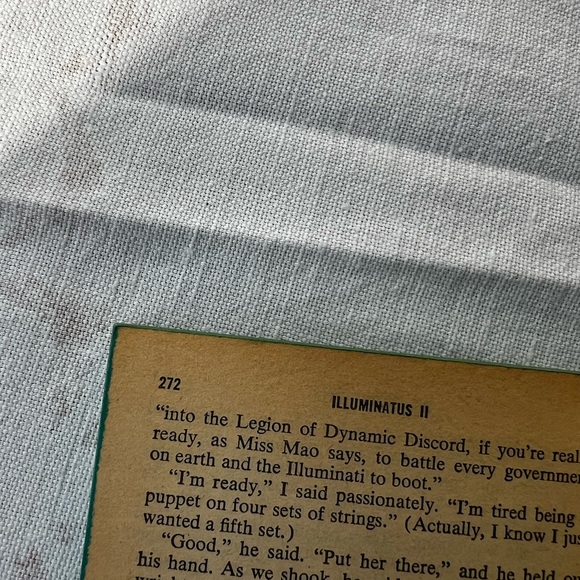 272
ILLUMINATUS II
“into the Legion of Dynamic Discord, if you're
ready, as Miss Mao says, to battle every
on earth and the Illuminati to boot.”
“I'm ready,” I said passionately. “I'm tired being
puppet on four sets of strings.” (Actually, I know I
wanted a fifth set.)
“Good,” he said. “Put her there,” and he held
his hand. As we shook,